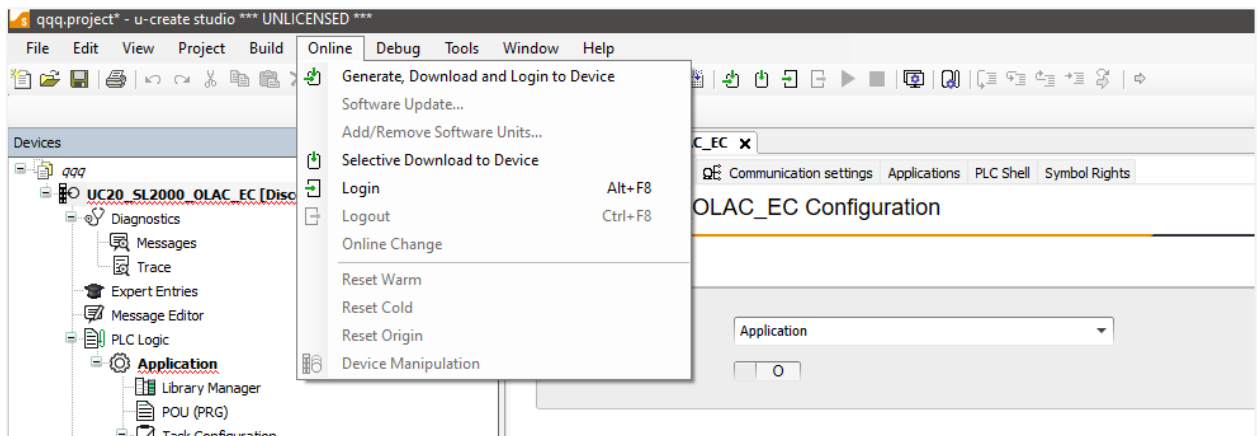 qqq.project* - u-create studio *** UNLICENSED ***
File Edit View Project Build Online Debug Tools Window Help
Generate, Download and Login to Device
Software Update...
Add/Remove Software Units...
Selective Download to Device
Login Alt+F8
Logout Ctrl+F8
Online Change
Reset Warm
Reset Cold
Reset Origin
Device Manipulation
Devices
qqq
UC20_SL2000_OLAC_EC [Disco
Diagnostics
Messages
Trace
Expert Entries
Message Editor
PLC Logic
Application
Library Manager
POU (PRG)
Task Configuration
C_EC
Communication settings Applications PLC Shell Symbol Rights
OLAC_EC Configuration
Application
O